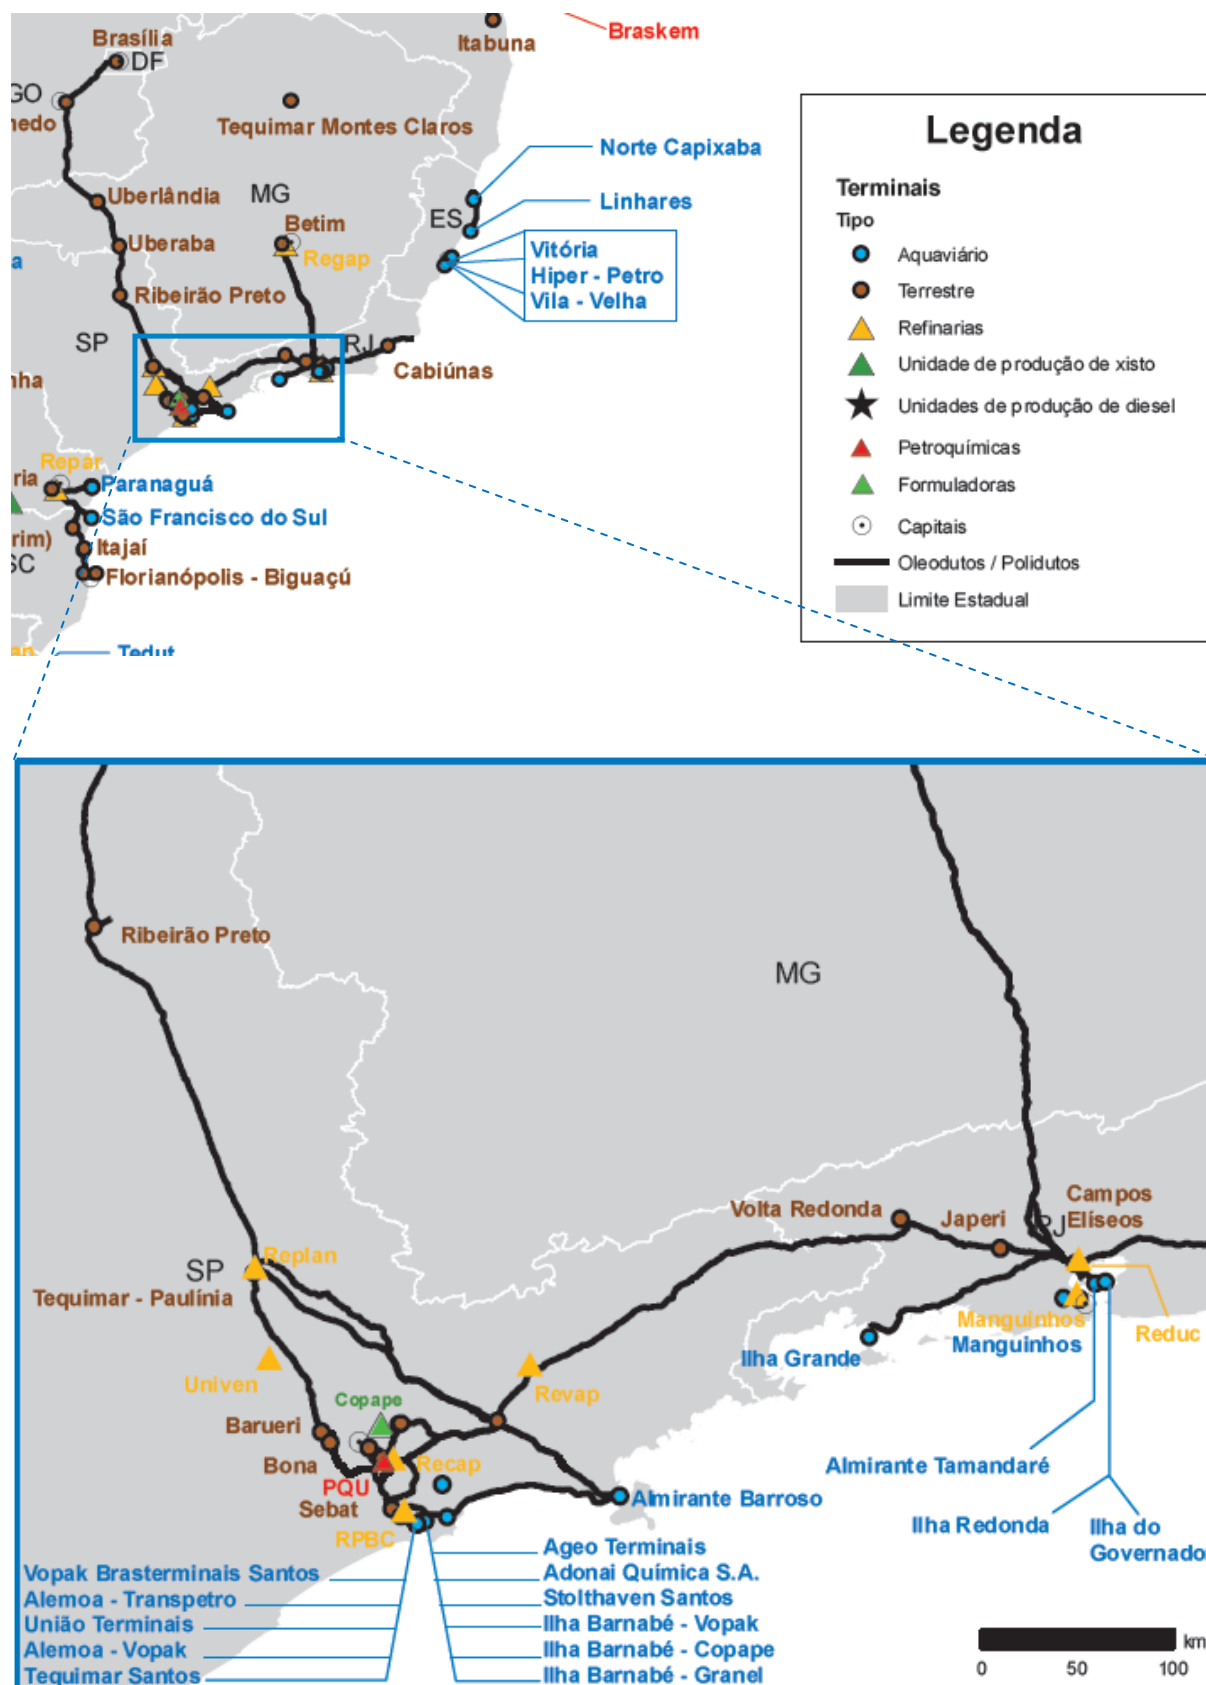 Braskem
Itabuna
Brasília
DF
GO
nedo
Tequimar Montes Claros
Norte Capixaba
Uberlândia
MG
ES
Linhares
Betim
Uberaba
Regap
Vitória
Hiper - Petro
Vila - Velha
a
Ribeirão Preto
SP
RJ
Cabiúnas
nha
Repar
ria
Paranaguá
São Francisco do Sul
rim)
Itajaí
SC
Florianópolis - Biguaçú
an
Tedut
Legenda
Terminais
Tipo
Aquaviário
Terrestre
Refinarias
Unidade de produção de xisto
Unidades de produção de diesel
Petroquímicas
Formuladoras
Capitais
Oleodutos / Polidutos
Limite Estadual
Ribeirão Preto
MG
Volta Redonda
Japeri
Campos
Elíseos
RJ
Replan
SP
Tequimar - Paulínia
Manguinhos
Manguinhos
Reduc
Ilha Grande
Univen
Revap
Copape
Barueri
Bona
Recap
PQU
Sebat
Almirante Tamandaré
Almirante Barroso
Ilha Redonda
Ilha do
Governado
RPBC
Ageo Terminais
Vopak Brasterminais Santos
Adonai Química S.A.
Alemoa - Transpetro
Stolthaven Santos
União Terminais
Ilha Barnabé - Vopak
Alemoa - Vopak
Ilha Barnabé - Copape
Tequimar Santos
Ilha Barnabé - Granel
km
0 50 100